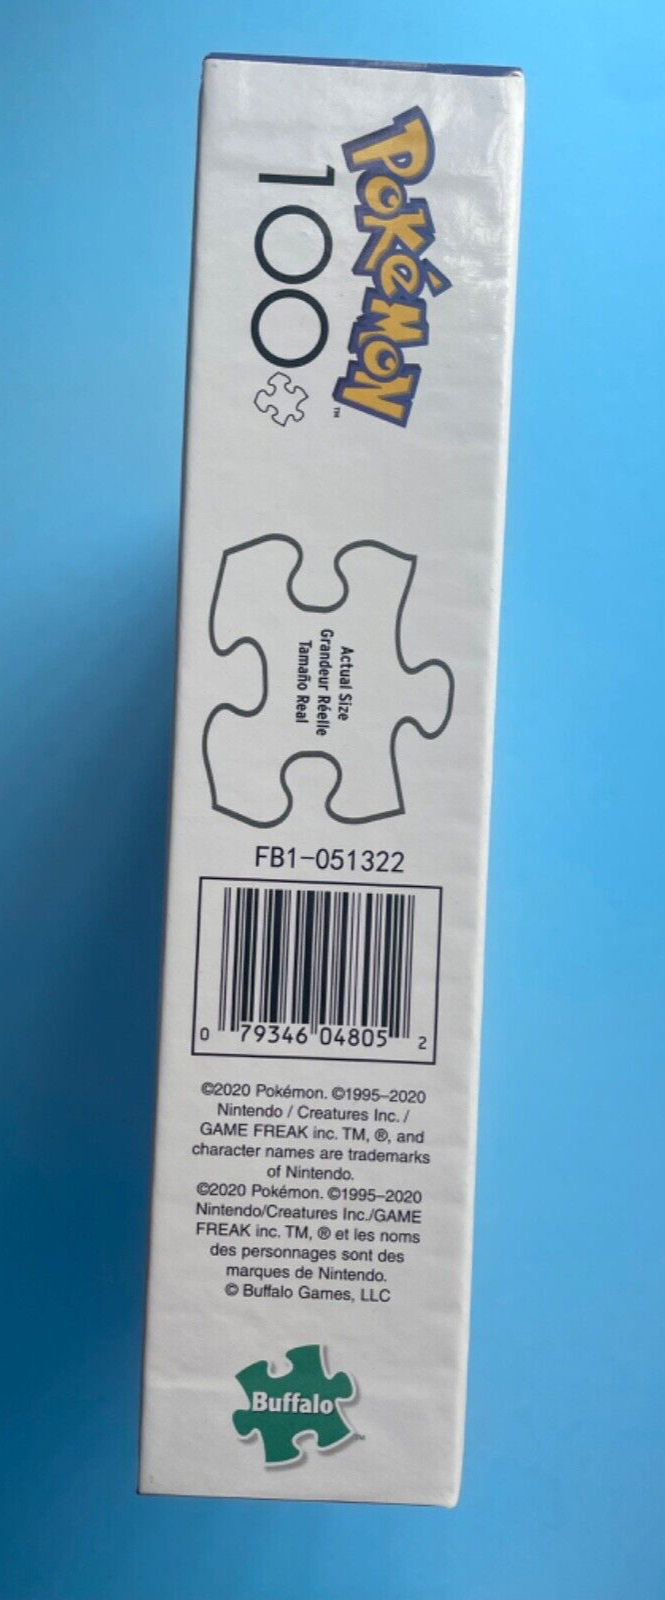 POKÉMON
™
100
Actual Size
Grandeur Réelle
Tamaño Real
FB1-051322
0 79346 04805 2
©2020 Pokémon. ©1995–2020
Nintendo / Creatures Inc. /
GAME FREAK inc. TM, ®, and
character names are trademarks
of Nintendo.
©2020 Pokémon. ©1995–2020
Nintendo/Creatures Inc./GAME
FREAK inc. TM, ® et les noms
des personnages sont des
marques de Nintendo.
© Buffalo Games, LLC
Buffalo
™